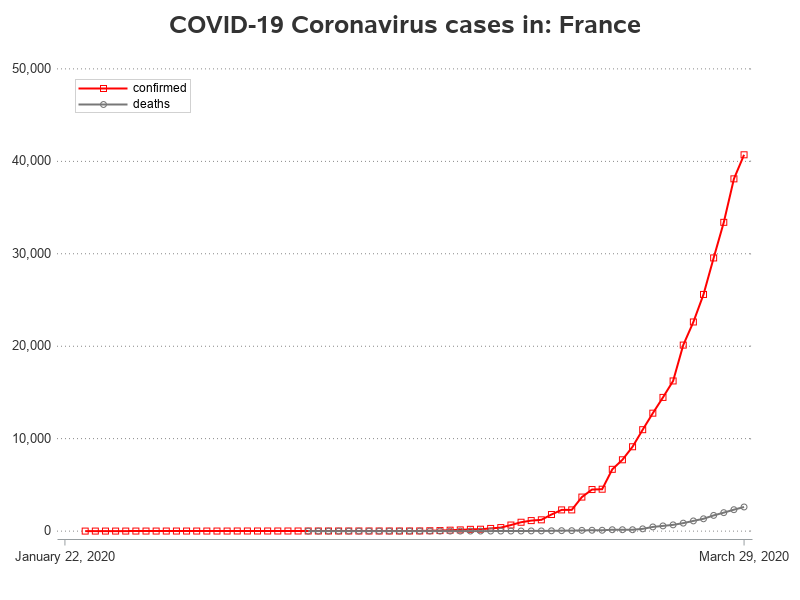 COVID-19 Coronavirus cases in: France
50,000
confirmed
deaths
40,000
30,000
20,000
10,000
0
January 22, 2020
March 29, 2020